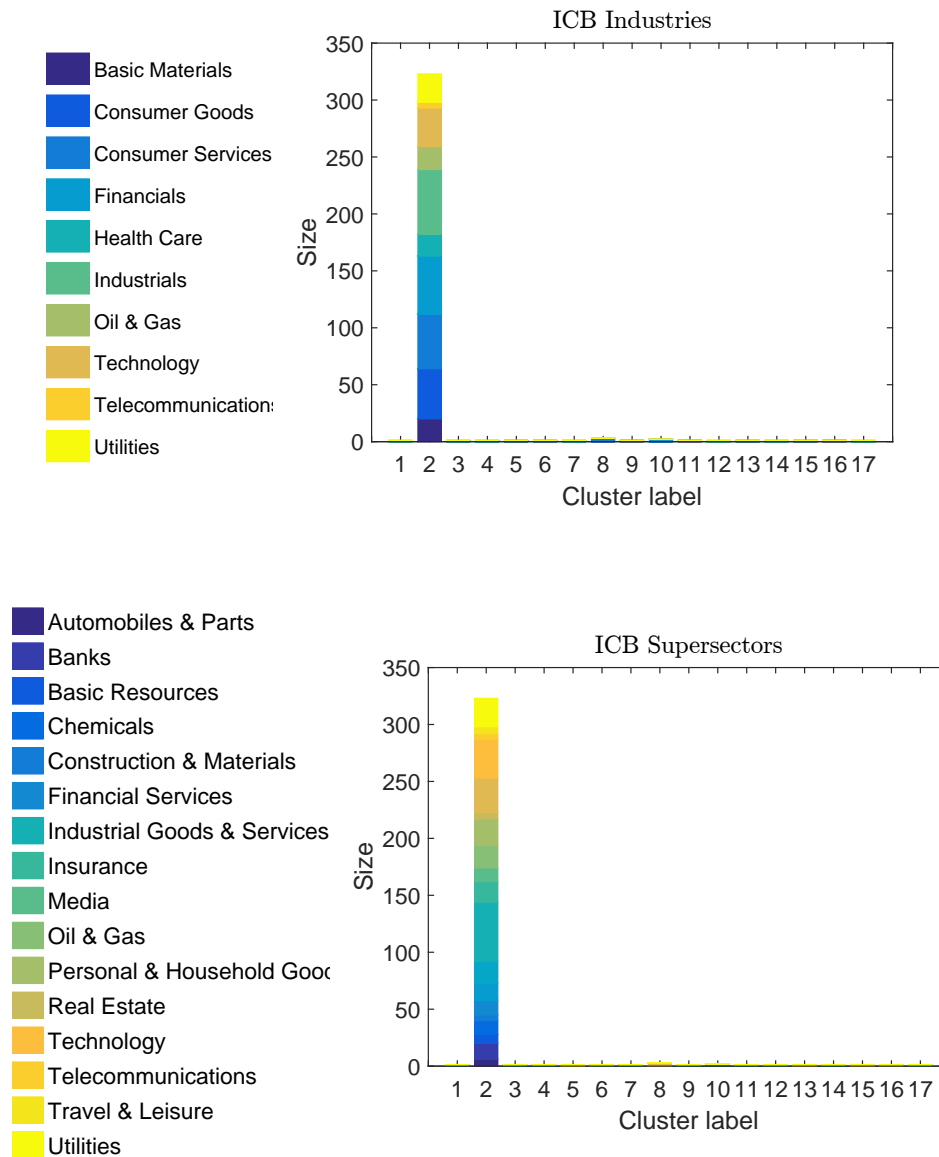 ICB Industries
Basic Materials
Consumer Goods
Consumer Services
Financials
Health Care
Industrials
Oil & Gas
Technology
Telecommunications
Utilities
Size
350
300
250
200
150
100
50
0
1 2 3 4 5 6 7 8 9 10 11 12 13 14 15 16 17
Cluster label
ICB Supersectors
Automobiles & Parts
Banks
Basic Resources
Chemicals
Construction & Materials
Financial Services
Industrial Goods & Services
Insurance
Media
Oil & Gas
Personal & Household Good
Real Estate
Technology
Telecommunications
Travel & Leisure
Utilities
Size
350
300
250
200
150
100
50
0
1 2 3 4 5 6 7 8 9 10 11 12 13 14 15 16 17
Cluster label